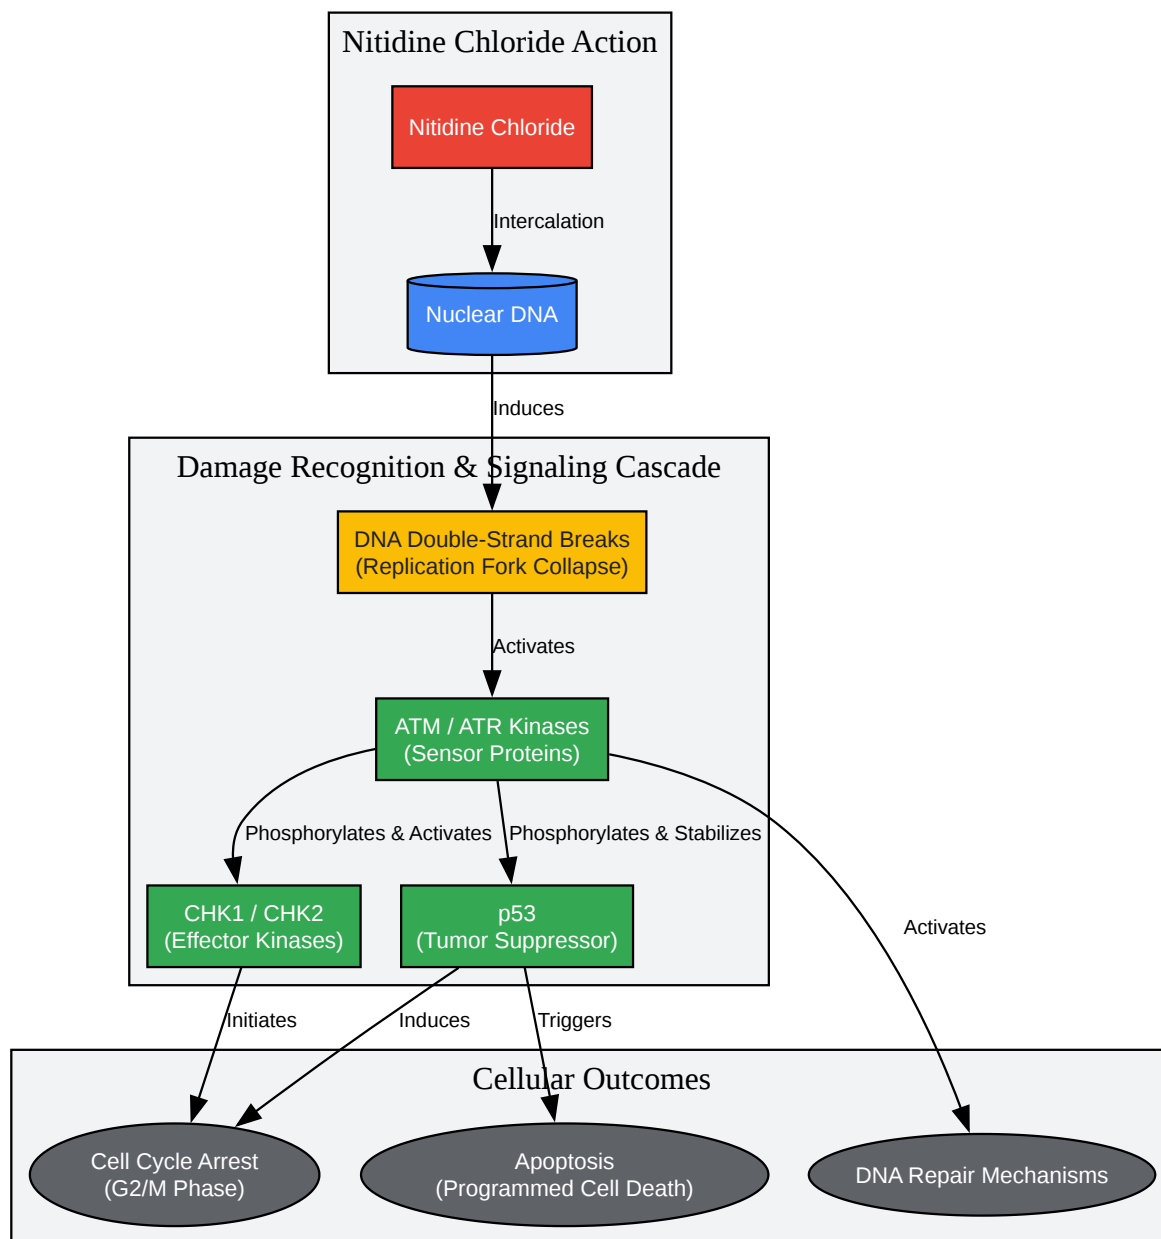 Nitidine Chloride Action
Nitidine Chloride
Intercalation
Nuclear DNA
Induces
Damage Recognition & Signaling Cascade
DNA Double-Strand Breaks
(Replication Fork Collapse)
Activates
ATM / ATR Kinases
(Sensor Proteins)
Phosphorylates & Activates
Phosphorylates & Stabilizes
CHK1 / CHK2
(Effector Kinases)
p53
(Tumor Suppressor)
Activates
Initiates
Induces
Triggers
Cellular Outcomes
Cell Cycle Arrest
(G2/M Phase)
Apoptosis
(Programmed Cell Death)
DNA Repair Mechanisms